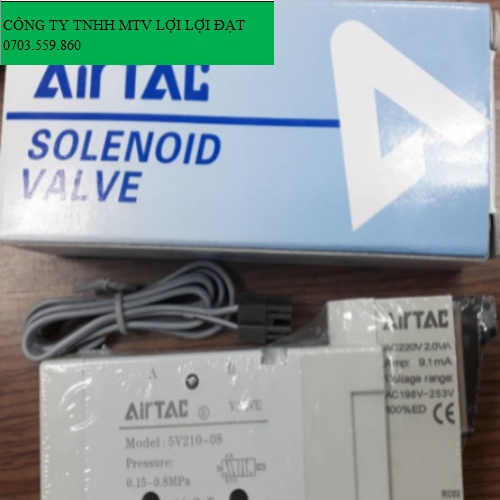 CÔNG TY TNHH MTV LỢI LỢI ĐẠT
0703.559.860
AirTAC
SOLENOID
VALVE
AirTAC
AC220V 2.0VA
Amp: 9.1mA
Voltage range:
AC198V-253V
100%ED CE
A B
AirTAC ® VALVE
Model: 5V210-08
Pressure:
0.15-0.8MPa